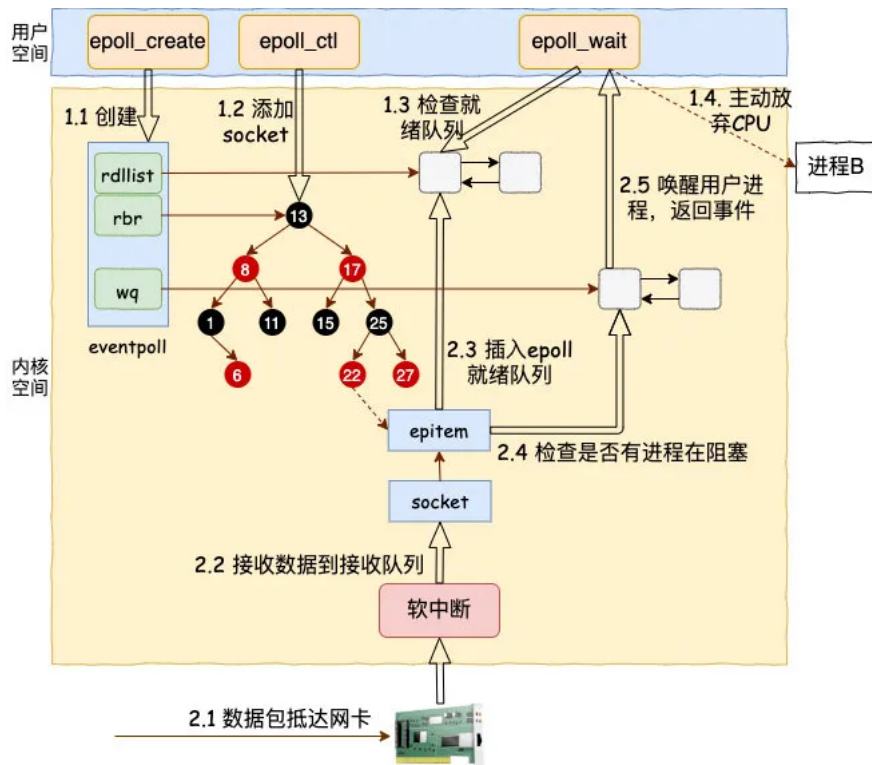 用户
空间
epoll_create
epoll_ctl
epoll_wait
1.1 创建
1.2 添加
socket
1.3 检查就
绪队列
1.4. 主动放
弃CPU
进程B
rdllist
rbr
wq
eventpoll
13
8
17
1
11
15
25
6
22
27
2.5 唤醒用户进
程，返回事件
内核
空间
2.3 插入epoll
就绪队列
epitem
2.4 检查是否有进程在阻塞
socket
2.2 接收数据到接收队列
软中断
2.1 数据包抵达网卡